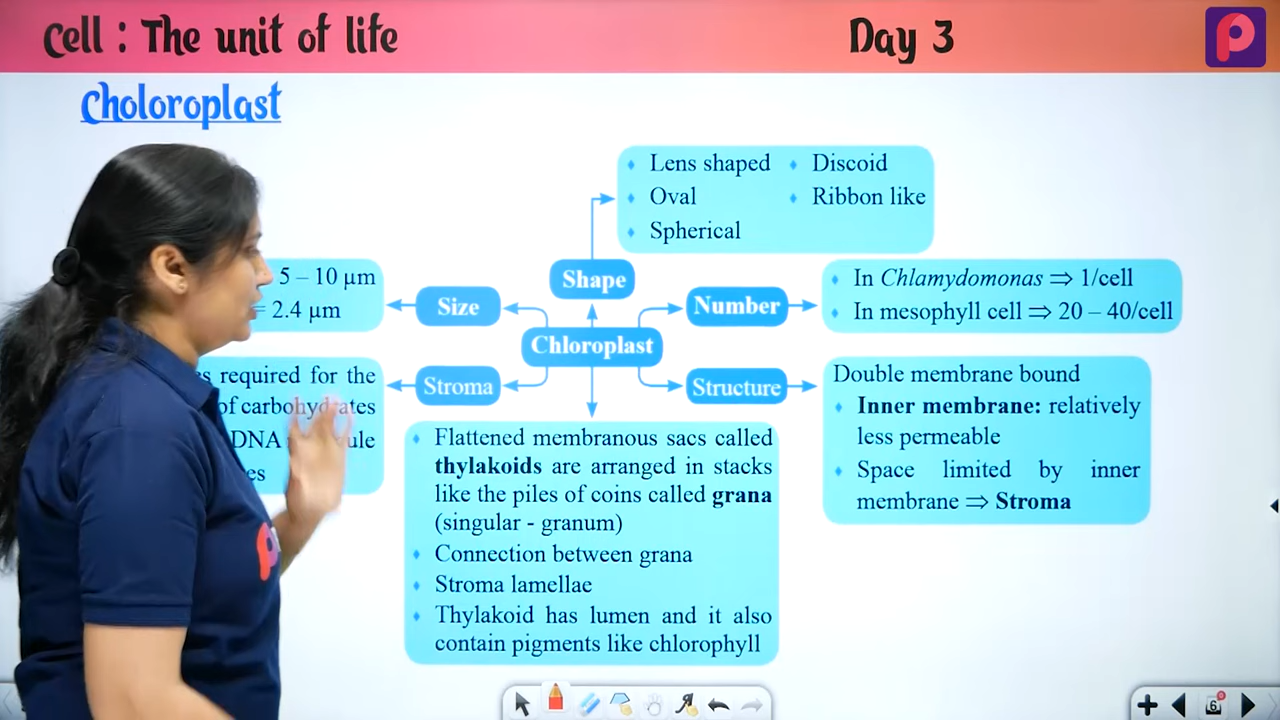 Cell : The unit of life
Day 3
Choloroplast
Lens shaped
Discoid
Oval
Ribbon like
Spherical
Shape
5 – 10 µm
= 2.4 µm
Size
Number
In Chlamydomonas ⇒ 1/cell
In mesophyll cell ⇒ 20 – 40/cell
Chloroplast
required for the
of carbohydrates
DNA
Stroma
Structure
Double membrane bound
Inner membrane: relatively
less permeable
Space limited by inner
membrane ⇒ Stroma
Flattened membranous sacs called
thylakoids are arranged in stacks
like the piles of coins called grana
(singular - granum)
Connection between grana
Stroma lamellae
Thylakoid has lumen and it also
contain pigments like chlorophyll
6